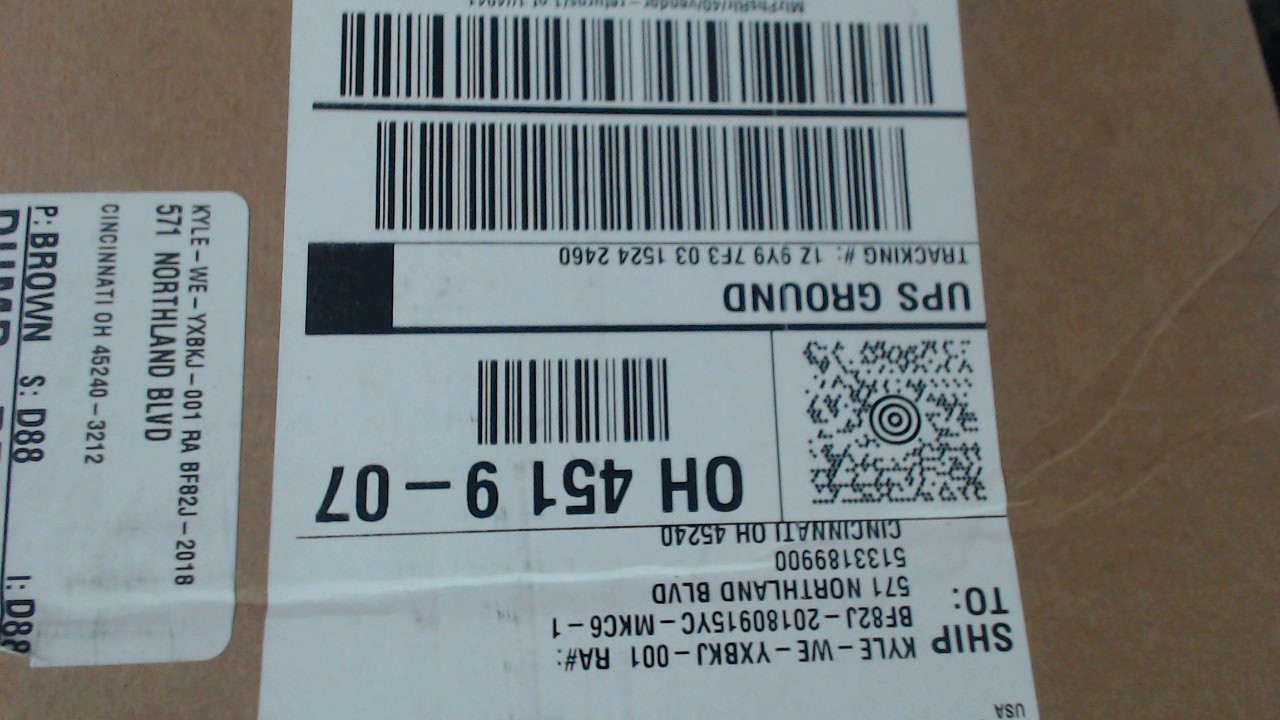 USA
SHIP TO:
KYLE-WE-YXBKJ-001 RA#:
BF82J-20180915YC-MKC6-1
571 NORTHLAND BLVD
5133189900
CINCINNATI OH 45240
OH 451 9-07
UPS GROUND
TRACKING #: 1Z 9Y9 7F3 03 1524 2460
KYLE-WE-YXBKJ-001 RA BF82J-2018
571 NORTHLAND BLVD
CINCINNATI OH 45240-3212
P: BROWN S: D88 I: D88